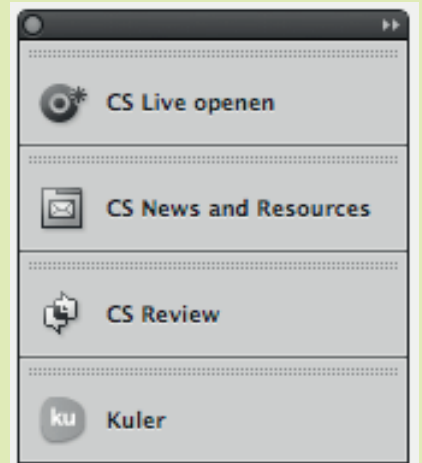 CS Live openen
CS News and Resources
CS Review
ku
Kuler